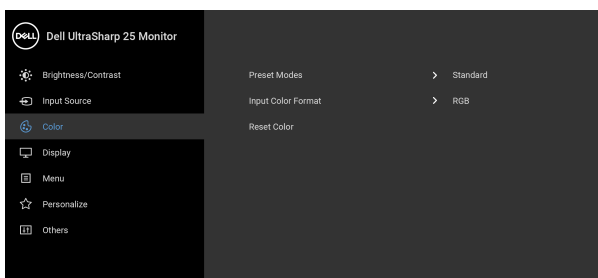 DELL Dell UltraSharp 25 Monitor
Brightness/Contrast Preset Modes > Standard
Input Source Input Color Format > RGB
Color Reset Color
Display
Menu
Personalize
Others